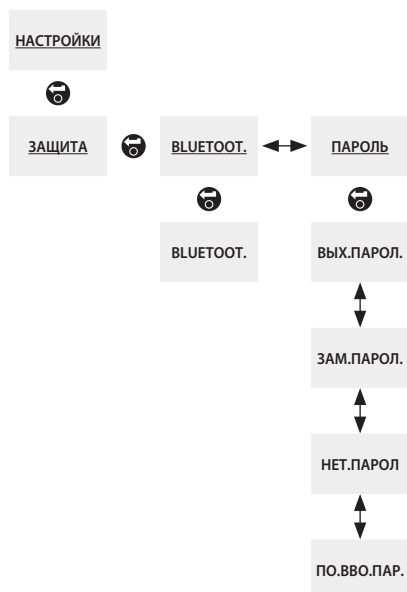 НАСТРОЙКИ
ЗАЩИТА
BLUETOOT.
ПАРОЛЬ
BLUETOOT.
ВЫХ.ПАРОЛ.
ЗАМ.ПАРОЛ.
НЕТ.ПАРОЛ
ПО.ВВО.ПАР.